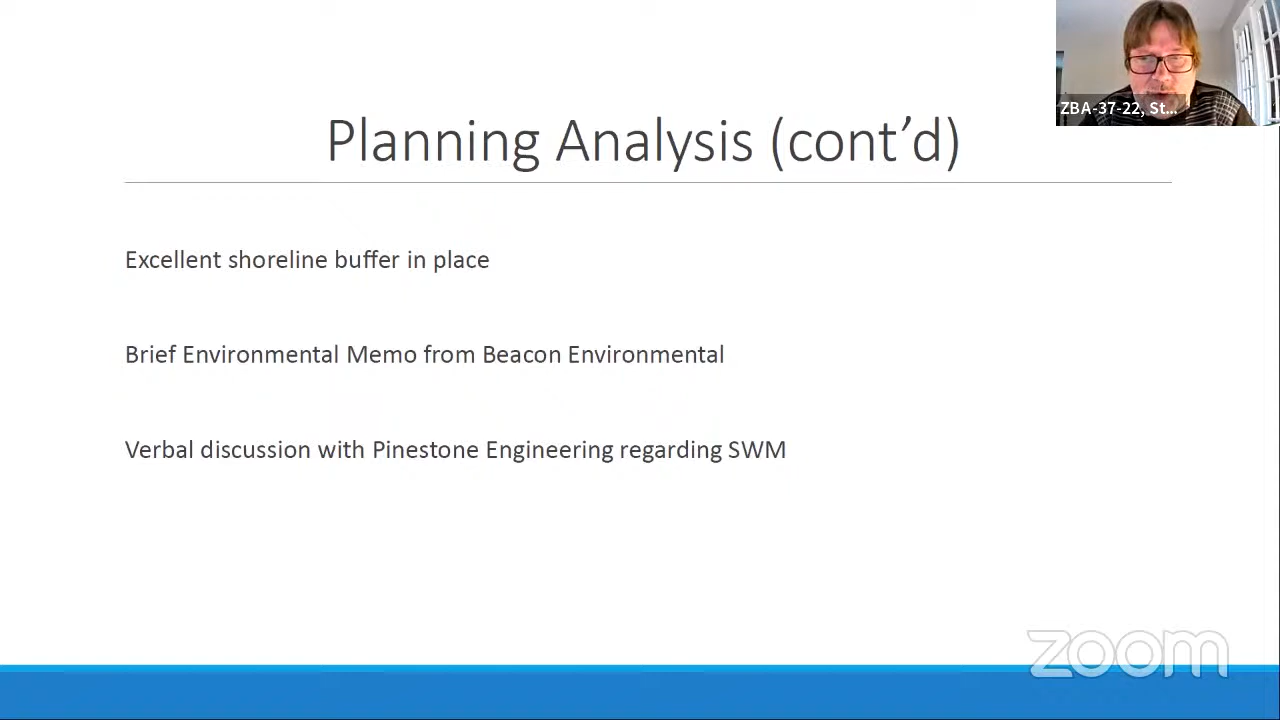 ZBA-37-22, St...
Planning Analysis (cont’d)
Excellent shoreline buffer in place
Brief Environmental Memo from Beacon Environmental
Verbal discussion with Pinestone Engineering regarding SWM
zoom